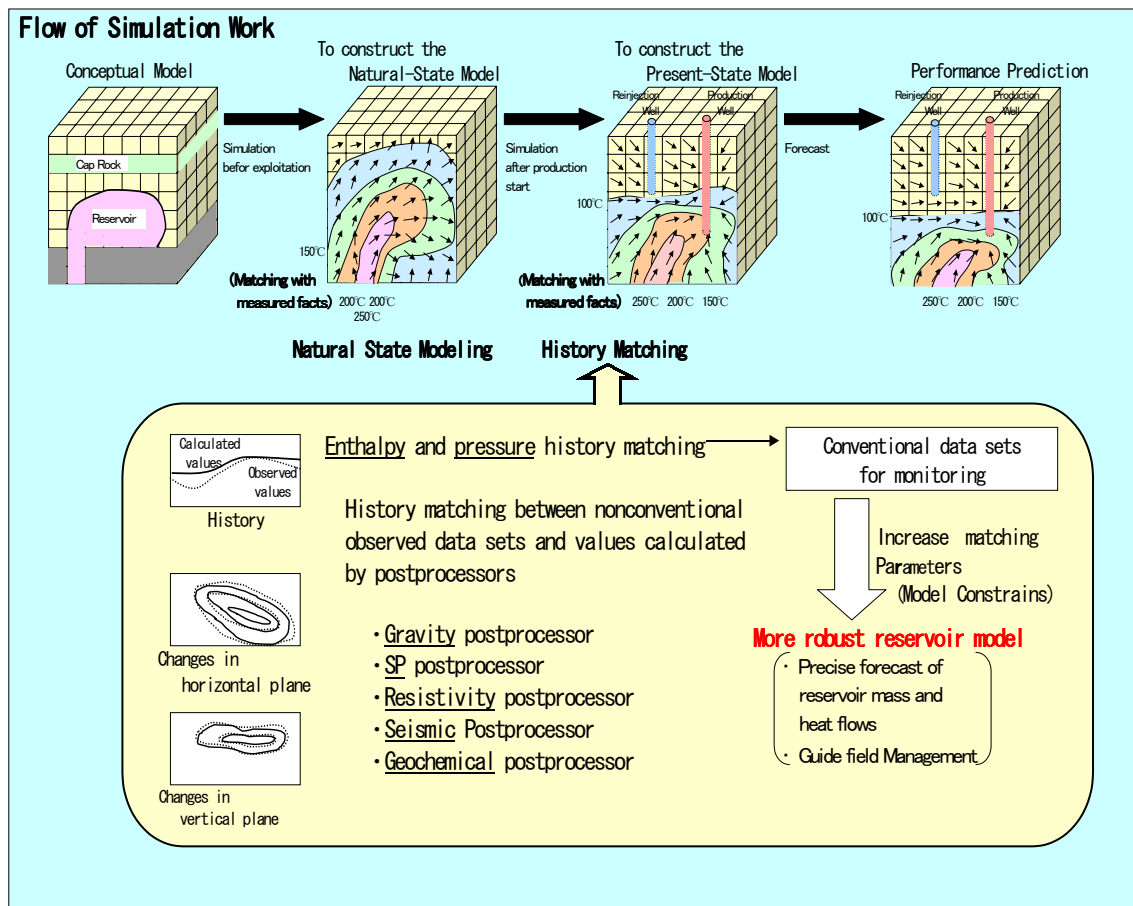 Flow of Simulation Work
Conceptual Model
Cap Rock
Reservoir
Simulation
befor exploitation
To construct the
Natural-State Model
150℃
(Matching with
measured facts)
200℃ 200℃
250℃
Natural State Modeling
Simulation
after production
start
To construct the
Present-State Model
Reinjection
Well
Production
Well
100℃
(Matching with
measured facts)
250℃ 200℃ 150℃
History Matching
Forecast
Performance Prediction
Reinjection
Well
Production
Well
100℃
250℃ 200℃ 150℃
Calculated
values
Observed
values
History
Changes in
horizontal plane
Changes in
vertical plane
Enthalpy and pressure history matching
History matching between nonconventional
observed data sets and values calculated
by postprocessors
・Gravity postprocessor
・SP postprocessor
・Resistivity postprocessor
・Seismic Postprocessor
・Geochemical postprocessor
Conventional data sets
for monitoring
Increase matching
Parameters
(Model Constrains)
More robust reservoir model
・ Precise forecast of
reservoir mass and
heat flows
・ Guide field Management